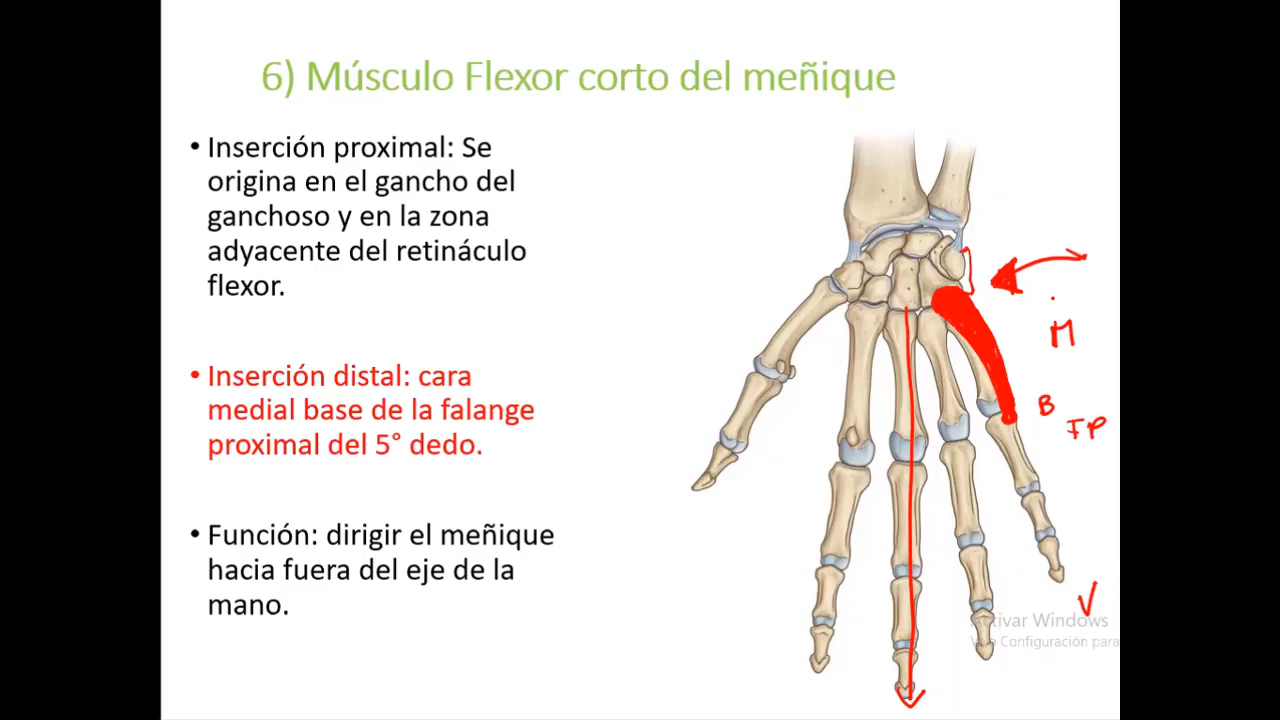 6) Músculo Flexor corto del meñique
• Inserción proximal: Se
origina en el gancho del
ganchoso y en la zona
adyacente del retináculo
flexor.
• Inserción distal: cara
medial base de la falange
proximal del 5° dedo.
• Función: dirigir el meñique
hacia fuera del eje de la
mano.
M
B
FP
V
Activar Windows
Ve a Configuración para